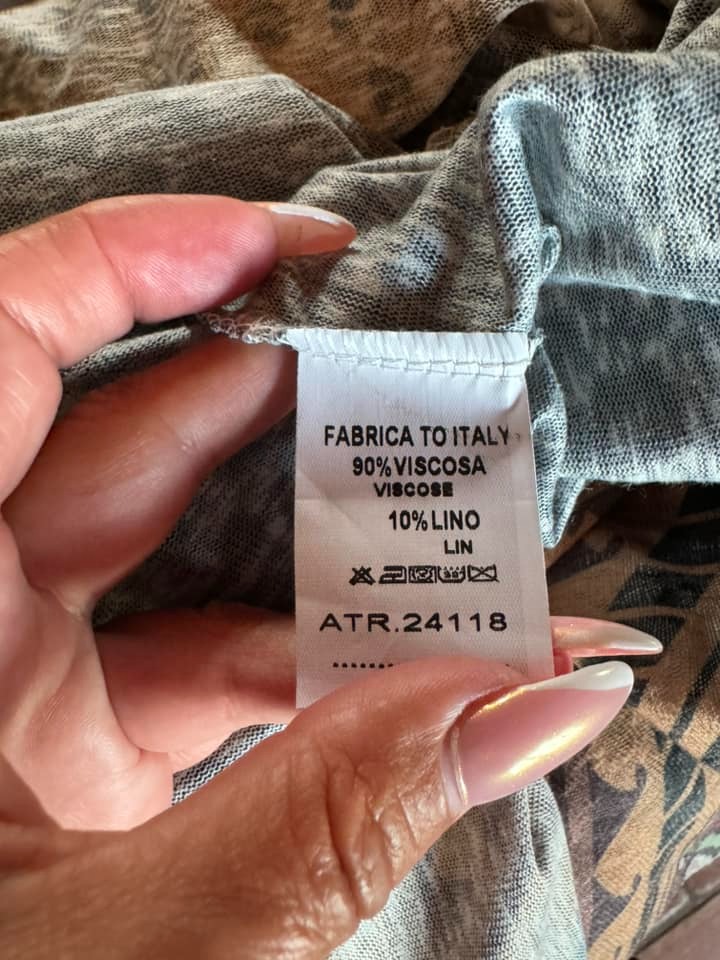 FABRICA TO ITALY
90% VISCOSA
VISCOSE
10% LINO
LIN
ATR.24118